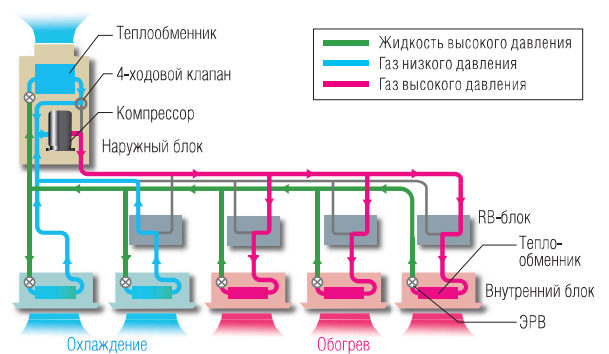 Теплообменник
4-ходовой клапан
Компрессор
Наружный блок
Жидкость высокого давления
Газ низкого давления
Газ высокого давления
RB-блок
Тепло-
обменник
Внутренний блок
ЭРВ
Охлаждение
Обогрев